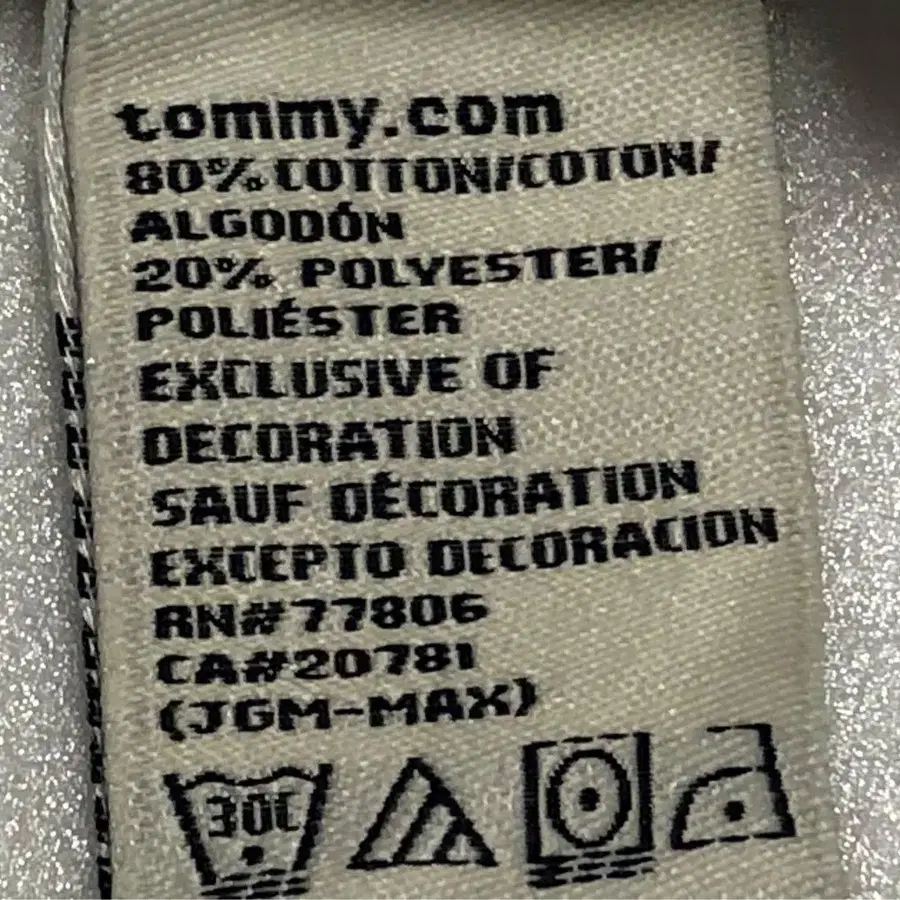 tommy.com
80% COTTON/COTON/
ALGODÓN
20% POLYESTER/
POLIÉSTER
EXCLUSIVE OF
DECORATION
SAUF DÉCORATION
EXCEPTO DECORACION
RN#77806
CA#20781
(JGM-MAX)
30C